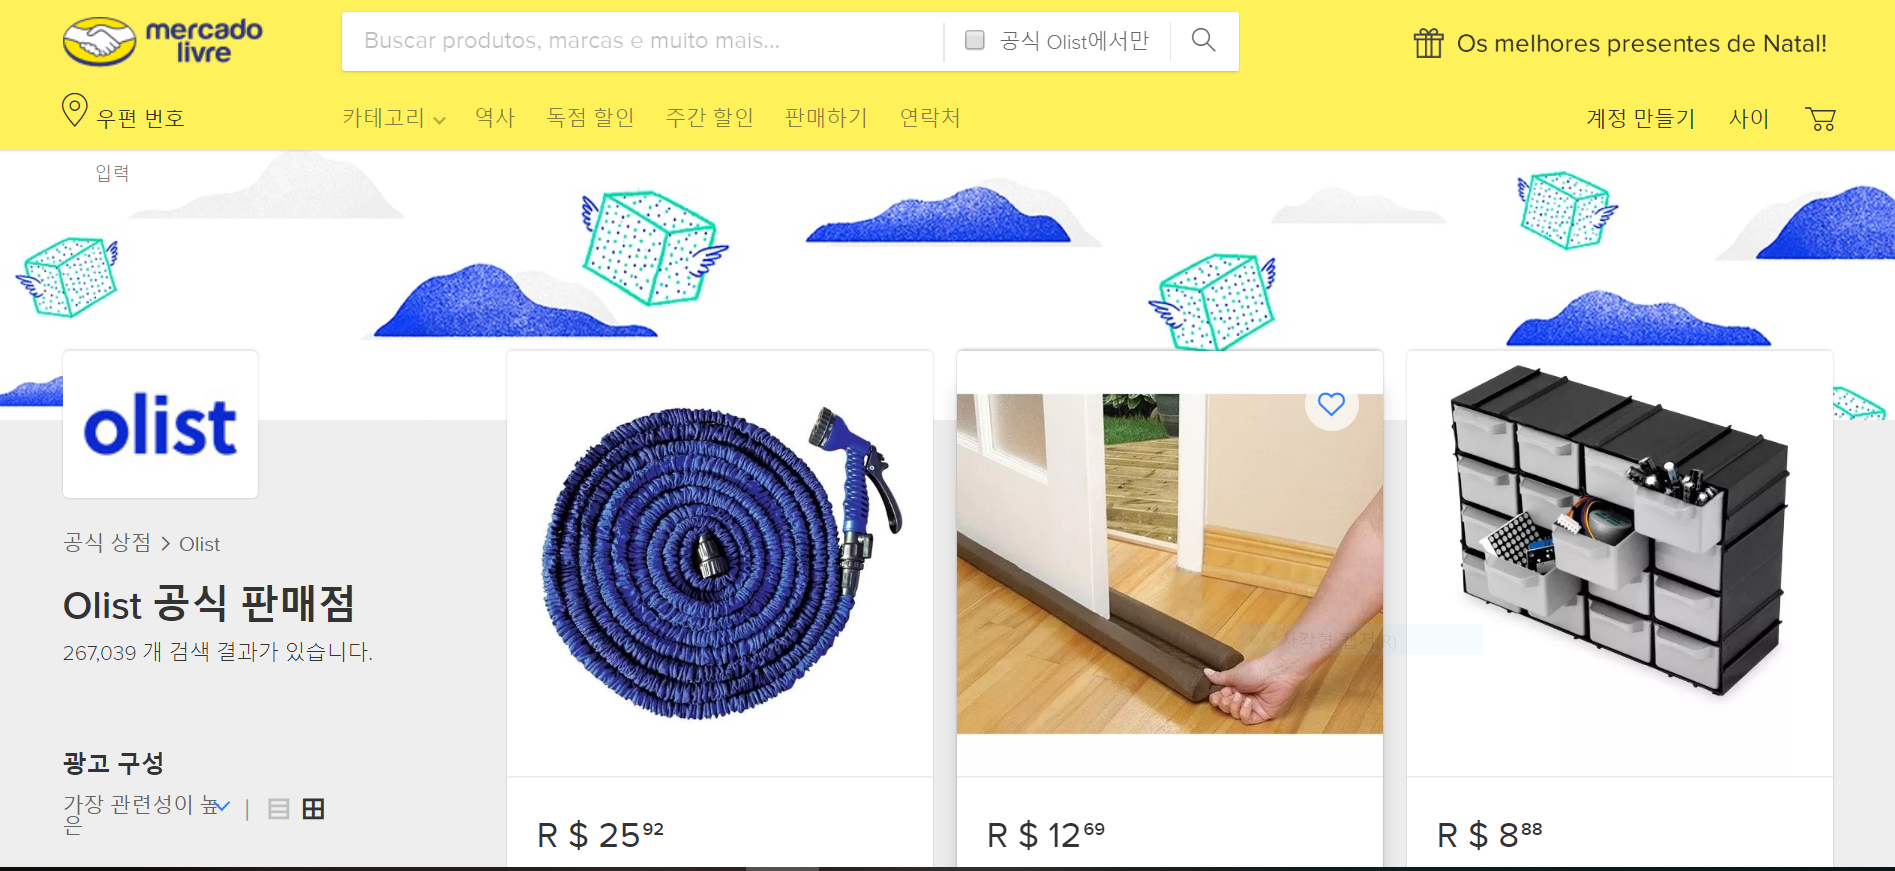 mercado
livre
Buscar produtos, marcas e muito mais...
공식 Olist에서만
Os melhores presentes de Natal!
우편 번호
카테고리 역사 독점 할인 주간 할인 판매하기 연락처
계정 만들기 사이
입력
olist
공식 상점 > Olist
Olist 공식 판매점
267,039 개 검색 결과가 있습니다.
사각형 캡처(R)
광고 구성
가장 관련성이 높
은
R $ 25 92
R $ 12 69
R $ 8 88